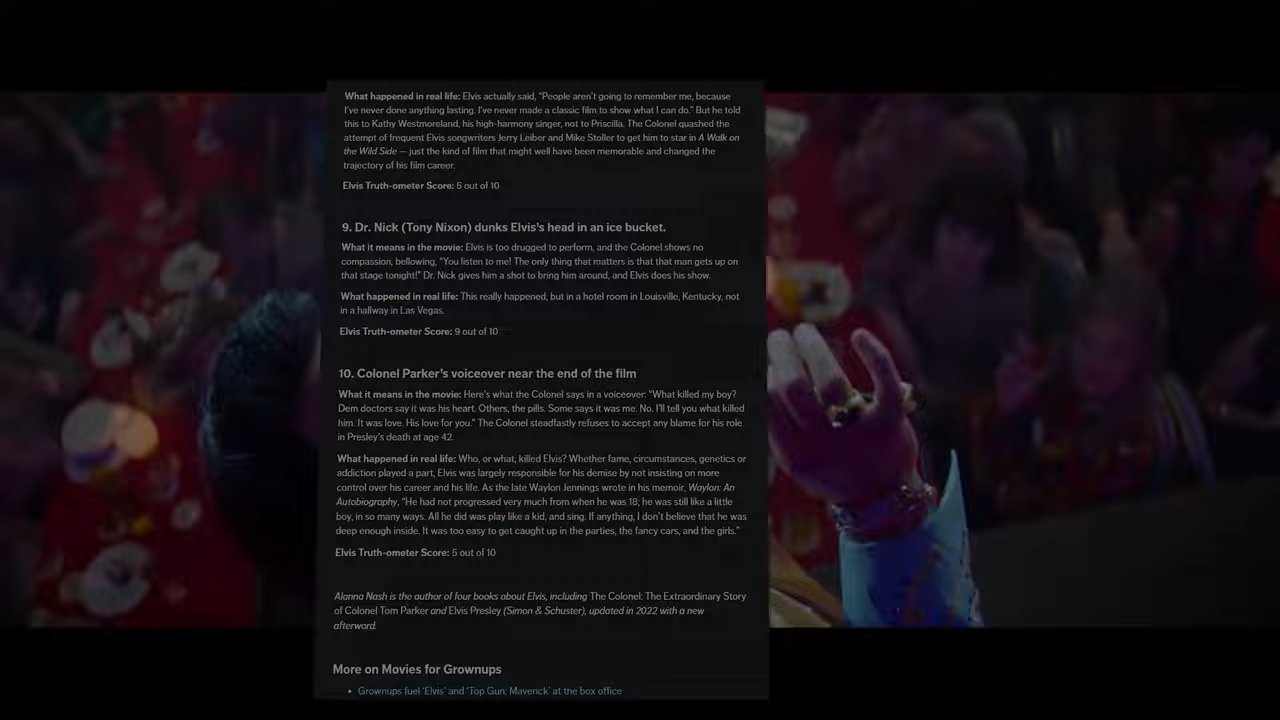 What happened in real life: Elvis actually said, “People aren’t going to remember me, because
I’ve never done anything lasting. I’ve never made a classic film to show what I can do.” But he told
this to Kathy Westmoreland, his high-harmony singer, not to Priscilla. The Colonel quashed the
attempt of frequent Elvis songwriters Jerry Leiber and Mike Stoller to get him to star in A Walk on
the Wild Side — just the kind of film that might well have been memorable and changed the
trajectory of his film career.
Elvis Truth-ometer Score: 5 out of 10
9. Dr. Nick (Tony Nixon) dunks Elvis’s head in an ice bucket.
What it means in the movie: Elvis is too drugged to perform, and the Colonel shows no
compassion, bellowing, “You listen to me! The only thing that matters is that that man gets up on
that stage tonight!” Dr. Nick gives him a shot to bring him around, and Elvis does his show.
What happened in real life: This really happened, but in a hotel room in Louisville, Kentucky, not
in a hallway in Las Vegas.
Elvis Truth-ometer Score: 9 out of 10
10. Colonel Parker’s voiceover near the end of the film
What it means in the movie: Here’s what the Colonel says in a voiceover: “What killed my boy?
Dem doctors say it was his heart. Others, the pills. Some says it was me. No. I’ll tell you what killed
him. It was love. His love for you.” The Colonel steadfastly refuses to accept any blame for his role
in Presley’s death at age 42.
What happened in real life: Who, or what, killed Elvis? Whether fame, circumstances, genetics or
addiction played a part, Elvis was largely responsible for his demise by not insisting on more
control over his career and his life. As the late Waylon Jennings wrote in his memoir, Waylon: An
Autobiography, “He had not progressed very much from when he was 18; he was still like a little
boy, in so many ways. All he did was play like a kid, and sing. If anything, I don’t believe that he was
deep enough inside. It was too easy to get caught up in the parties, the fancy cars, and the girls.”
Elvis Truth-ometer Score: 5 out of 10
Alanna Nash is the author of four books about Elvis, including The Colonel: The Extraordinary Story
of Colonel Tom Parker and Elvis Presley (Simon & Schuster), updated in 2022 with a new
afterword.
More on Movies for Grownups
• Grownups fuel ‘Elvis’ and ‘Top Gun: Maverick’ at the box office